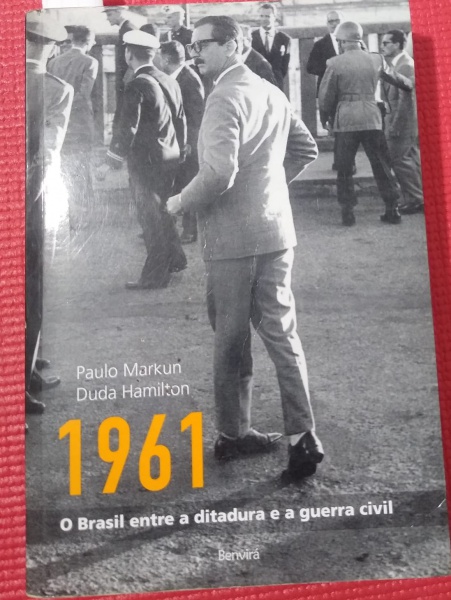 Paulo Markun
Duda Hamilton
1961
O Brasil entre a ditadura e a guerra civil
Benvirá